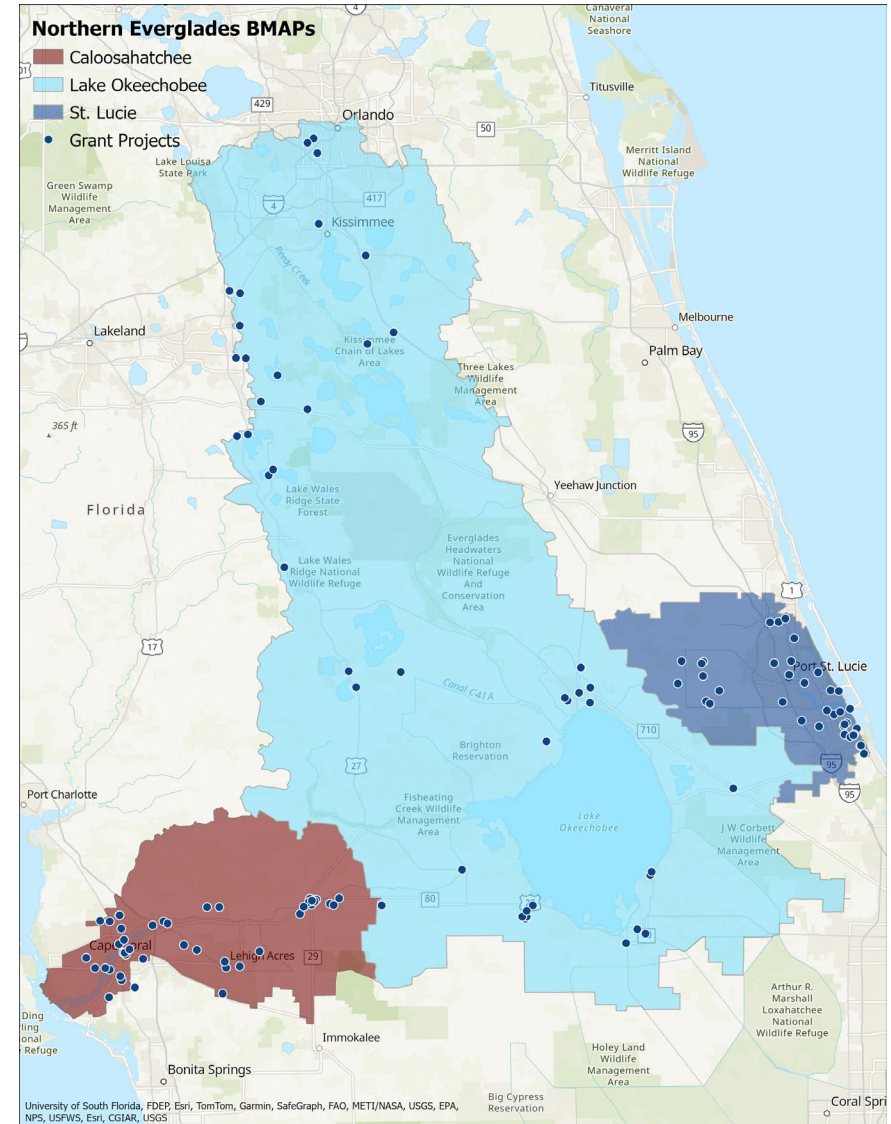 Northern Everglades BMAPs
Caloosahatchee
Lake Okeechobee
St. Lucie
Grant Projects
4
Canaveral
National
Seashore
Titusville
429
Orlando
50
Merritt Island
National
Wildlife Refuge
Lake Louisa
State Park
Green Swamp
Wildlife
Management
Area
4
417
Kissimmee
Reedy Creek
Melbourne
Lakeland
Kissimmee
Chain of Lakes
Area
Palm Bay
Three Lakes
Wildlife
Management
Area
365 ft
95
Yeehaw Junction
Lake Wales
Ridge State
Forest
Florida
Everglades
Headwaters
National
Wildlife Refuge
And
Conservation
Area
Lake Wales
Ridge National
Wildlife Refuge
1
17
Port St. Lucie
Canal C41A
710
Brighton
Reservation
27
95
95
Port Charlotte
Fisheating
Creek Wildlife
Management
Area
Lake
Okeechobee
J W Corbett
Wildlife
Management
Area
80
Cape Coral
Lehigh Acres
29
Arthur R.
Marshall
Loxahatchee
National
Wildlife Refuge
Ding
rling
onal
e Refuge
Immokalee
Holey Land
Wildlife
Management
Area
Bonita Springs
Big Cypress
Reservation
Coral Spri
University of South Florida, FDEP, Esri, TomTom, Garmin, SafeGraph, FAO, METI/NASA, USGS, EPA,
NPS, USFWS, Esri, CGIAR, USGS